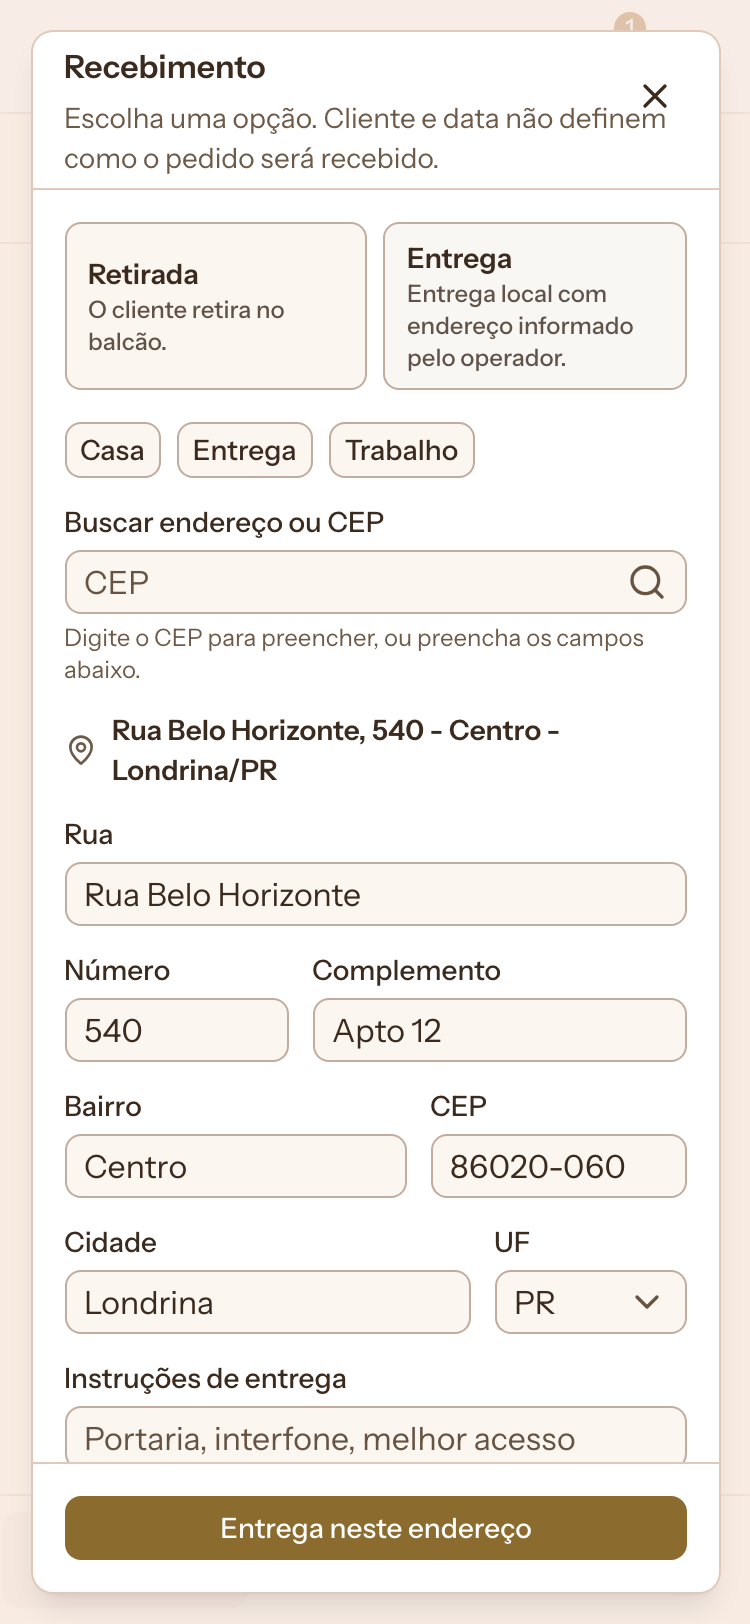 1
Recebimento
Escolha uma opção. Cliente e data não definem
como o pedido será recebido.
Retirada
O cliente retira no
balcão.
Entrega
Entrega local com
endereço informado
pelo operador.
Casa
Entrega
Trabalho
Buscar endereço ou CEP
CEP
Digite o CEP para preencher, ou preencha os campos
abaixo.
Rua Belo Horizonte, 540 - Centro -
Londrina/PR
Rua
Rua Belo Horizonte
Número
Complemento
540
Apto 12
Bairro
CEP
Centro
86020-060
Cidade
UF
Londrina
PR
Instruções de entrega
Portaria, interfone, melhor acesso
Entrega neste endereço